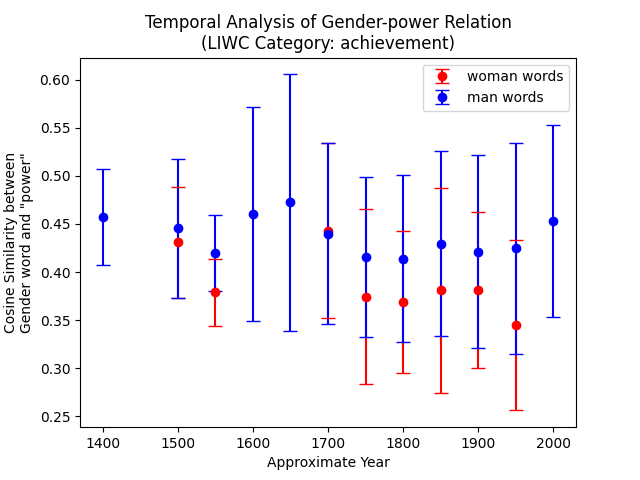 Temporal Analysis of Gender-power Relation
(LIWC Category: achievement)
woman words
man words
0.60
0.55
0.50
0.45
0.40
0.35
0.30
0.25
Cosine Similarity between
Gender word and "power"
1400
1500
1600
1700
1800
1900
2000
Approximate Year